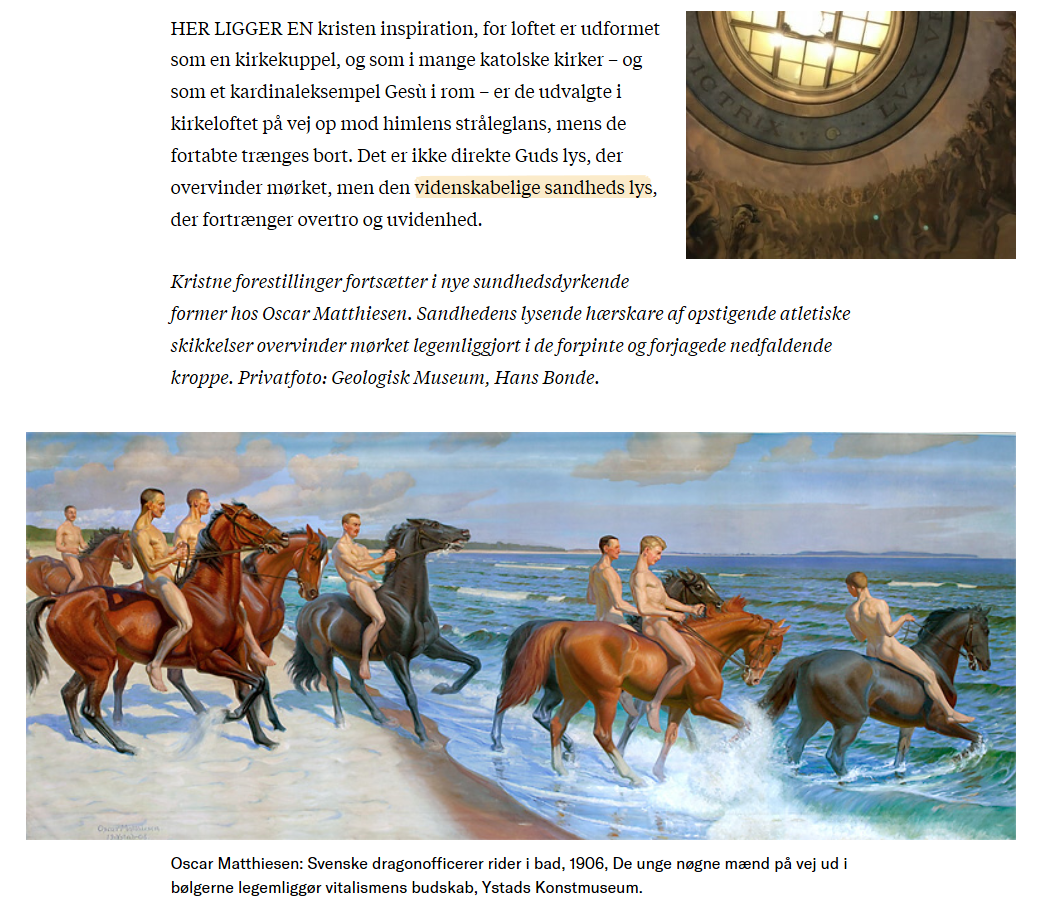 HER LIGGER EN kristen inspiration, for loftet er udformet
som en kirkekuppel, og som i mange katolske kirker – og
som et kardinaleksempel Gesù i rom – er de udvalgte i
kirkeloftet på vej op mod himlens stråleglans, mens de
fortabte trænges bort. Det er ikke direkte Guds lys, der
overvinder mørket, men den videnskabelige sandheds lys,
der fortrænger overtro og uvidenhed.
VICTRIX · LVX · VE
Kristne forestillinger fortsætter i nye sundhedsdyrkende
former hos Oscar Matthiesen. Sandhedens lysende hærskare af opstigende atletiske
skikkelser overvinder mørket legemliggjort i de forpinte og forjagede nedfaldende
kroppe. Privatfoto: Geologisk Museum, Hans Bonde.
Oscar Matthiesen: Svenske dragonofficerer rider i bad, 1906, De unge nøgne mænd på vej ud i
bølgerne legemliggør vitalismens budskab, Ystads Konstmuseum.